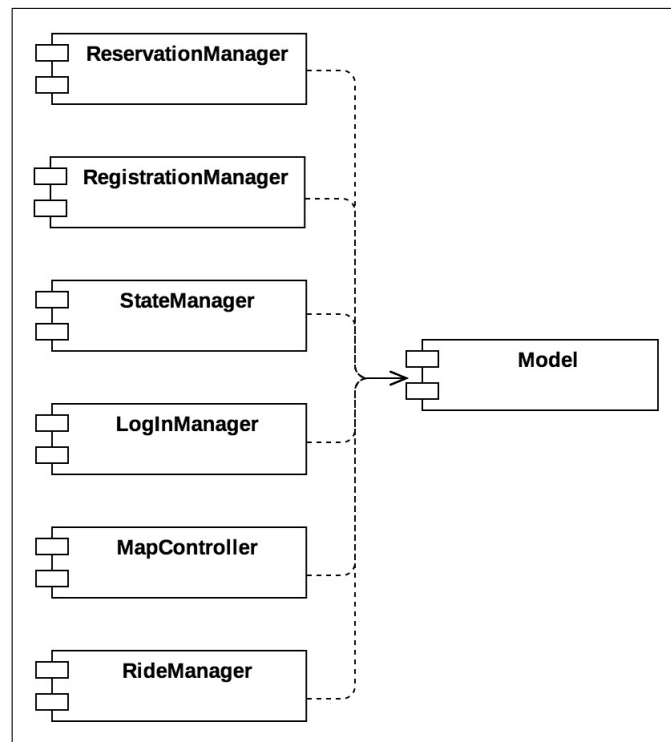 ReservationManager
RegistrationManager
StateManager
Model
LogInManager
MapController
RideManager